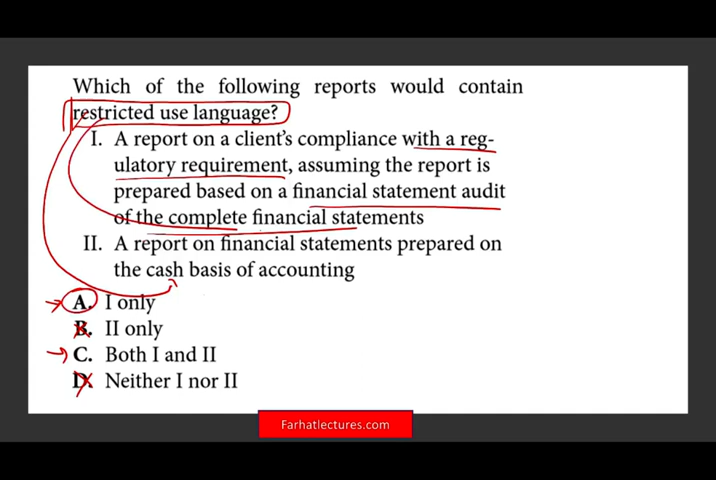 Which of the following reports would contain
restricted use language?
I. A report on a client's compliance with a reg-
ulatory requirement, assuming the report is
prepared based on a financial statement audit
of the complete financial statements
II. A report on financial statements prepared on
the cash basis of accounting
A. I only
B. II only
C. Both I and II
D. Neither I nor II
Farhatlectures.com